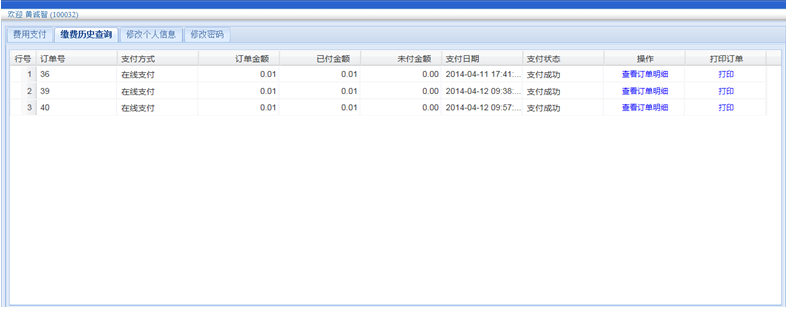 欢迎 黄诚智 (100032)
费用支付 缴费历史查询 修改个人信息 修改密码
行号 订单号 支付方式 订单金额 已付金额 未付金额 支付日期 支付状态 操作 打印订单
1 36 在线支付 0.01 0.01 0.00 2014-04-11 17:41:... 支付成功 查看订单明细 打印
2 39 在线支付 0.01 0.01 0.00 2014-04-12 09:38:... 支付成功 查看订单明细 打印
3 40 在线支付 0.01 0.01 0.00 2014-04-12 09:57:... 支付成功 查看订单明细 打印